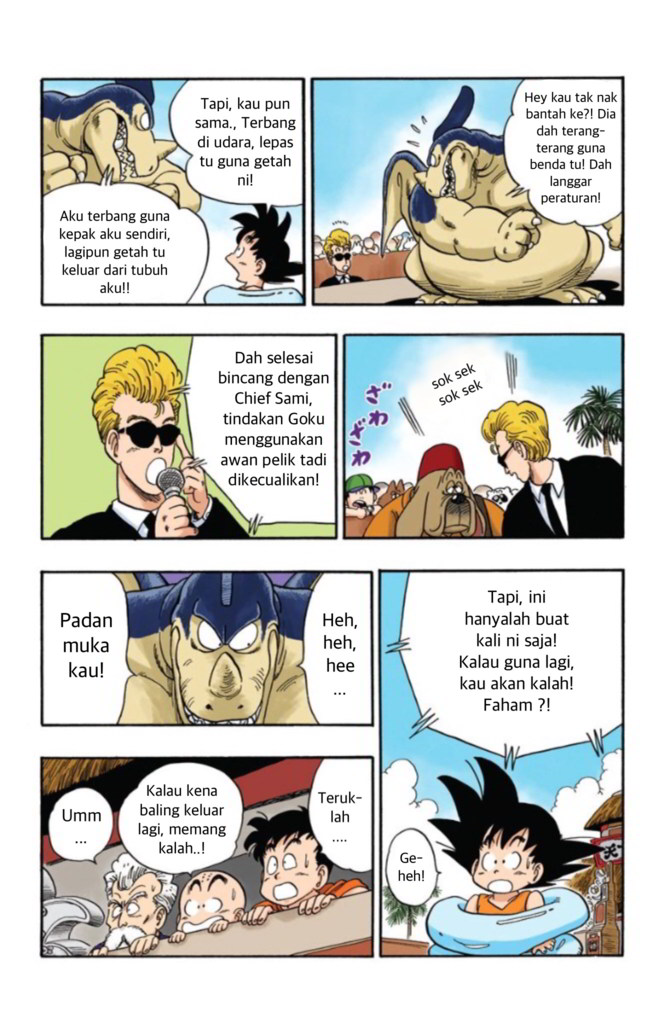 Hey kau tak nak
bantah ke?! Dia
dah terang-
terang guna
benda tu! Dah
langgar
peraturan!
Tapi, kau pun
sama., Terbang
di udara, lepas
tu guna getah
ni!
Aku terbang guna
kepak aku sendiri,
lagipun getah tu
keluar dari tubuh
aku!!
sok sek
sok sek
ざわ
ざわ
Dah selesai
bincang dengan
Chief Sami,
tindakan Goku
menggunakan
awan pelik tadi
dikecualikan!
Tapi, ini
hanyalah buat
kali ni saja!
Kalau guna lagi,
kau akan kalah!
Faham ?!
Ge-
heh!
Heh,
heh,
hee
...
Padan
muka
kau!
Teruk-
lah
....
Kalau kena
baling keluar
lagi, memang
kalah..!
Umm
...